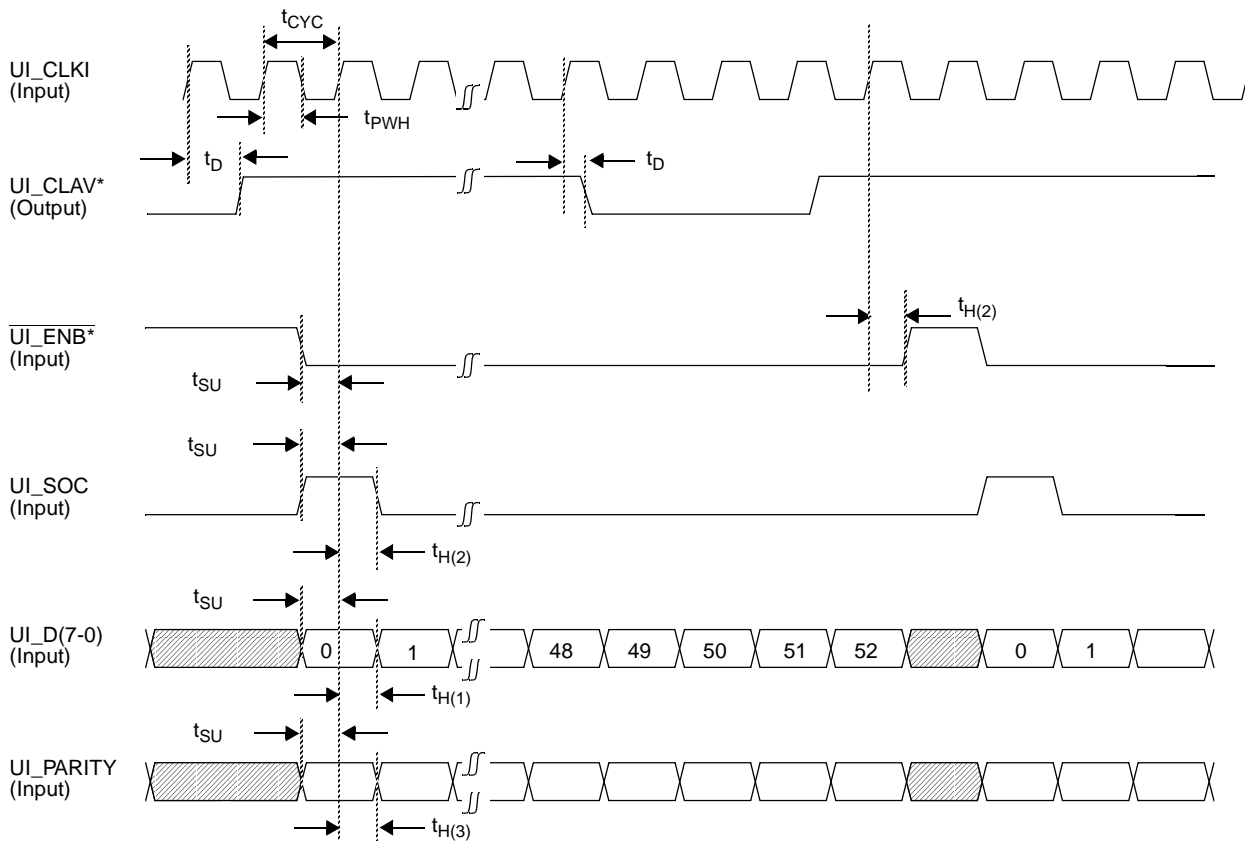 tCYC
UI_CLKI
(Input)
tPWH
tD
tD
UI_CLAV*
(Output)
tH(2)
UI_ENB*
(Input)
tSU
tSU
UI_SOC
(Input)
tH(2)
tSU
UI_D(7-0)
(Input)
0 1 48 49 50 51 52 0 1
tH(1)
tSU
UI_PARITY
(Input)
tH(3)